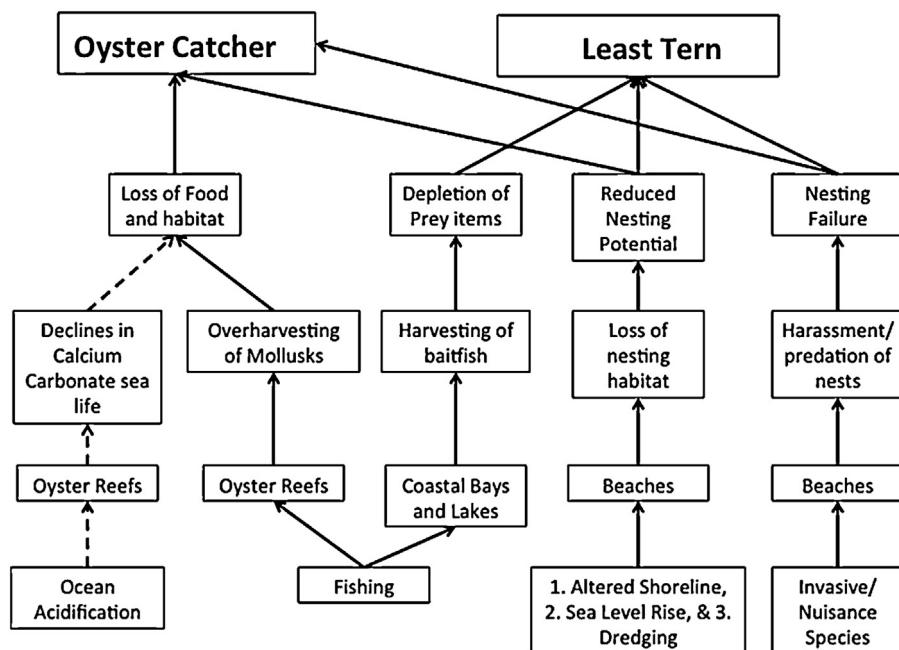 Oyster Catcher
Least Tern
Loss of Food
and habitat
Depletion of
Prey items
Reduced
Nesting
Potential
Nesting
Failure
Declines in
Calcium
Carbonate sea
life
Overharvesting
of Mollusks
Harvesting of
baitfish
Loss of
nesting
habitat
Harassment/
predation of
nests
Oyster Reefs
Oyster Reefs
Coastal Bays
and Lakes
Beaches
Beaches
Ocean
Acidification
Fishing
1. Altered Shoreline,
2. Sea Level Rise, & 3.
Dredging
Invasive/
Nuisance
Species